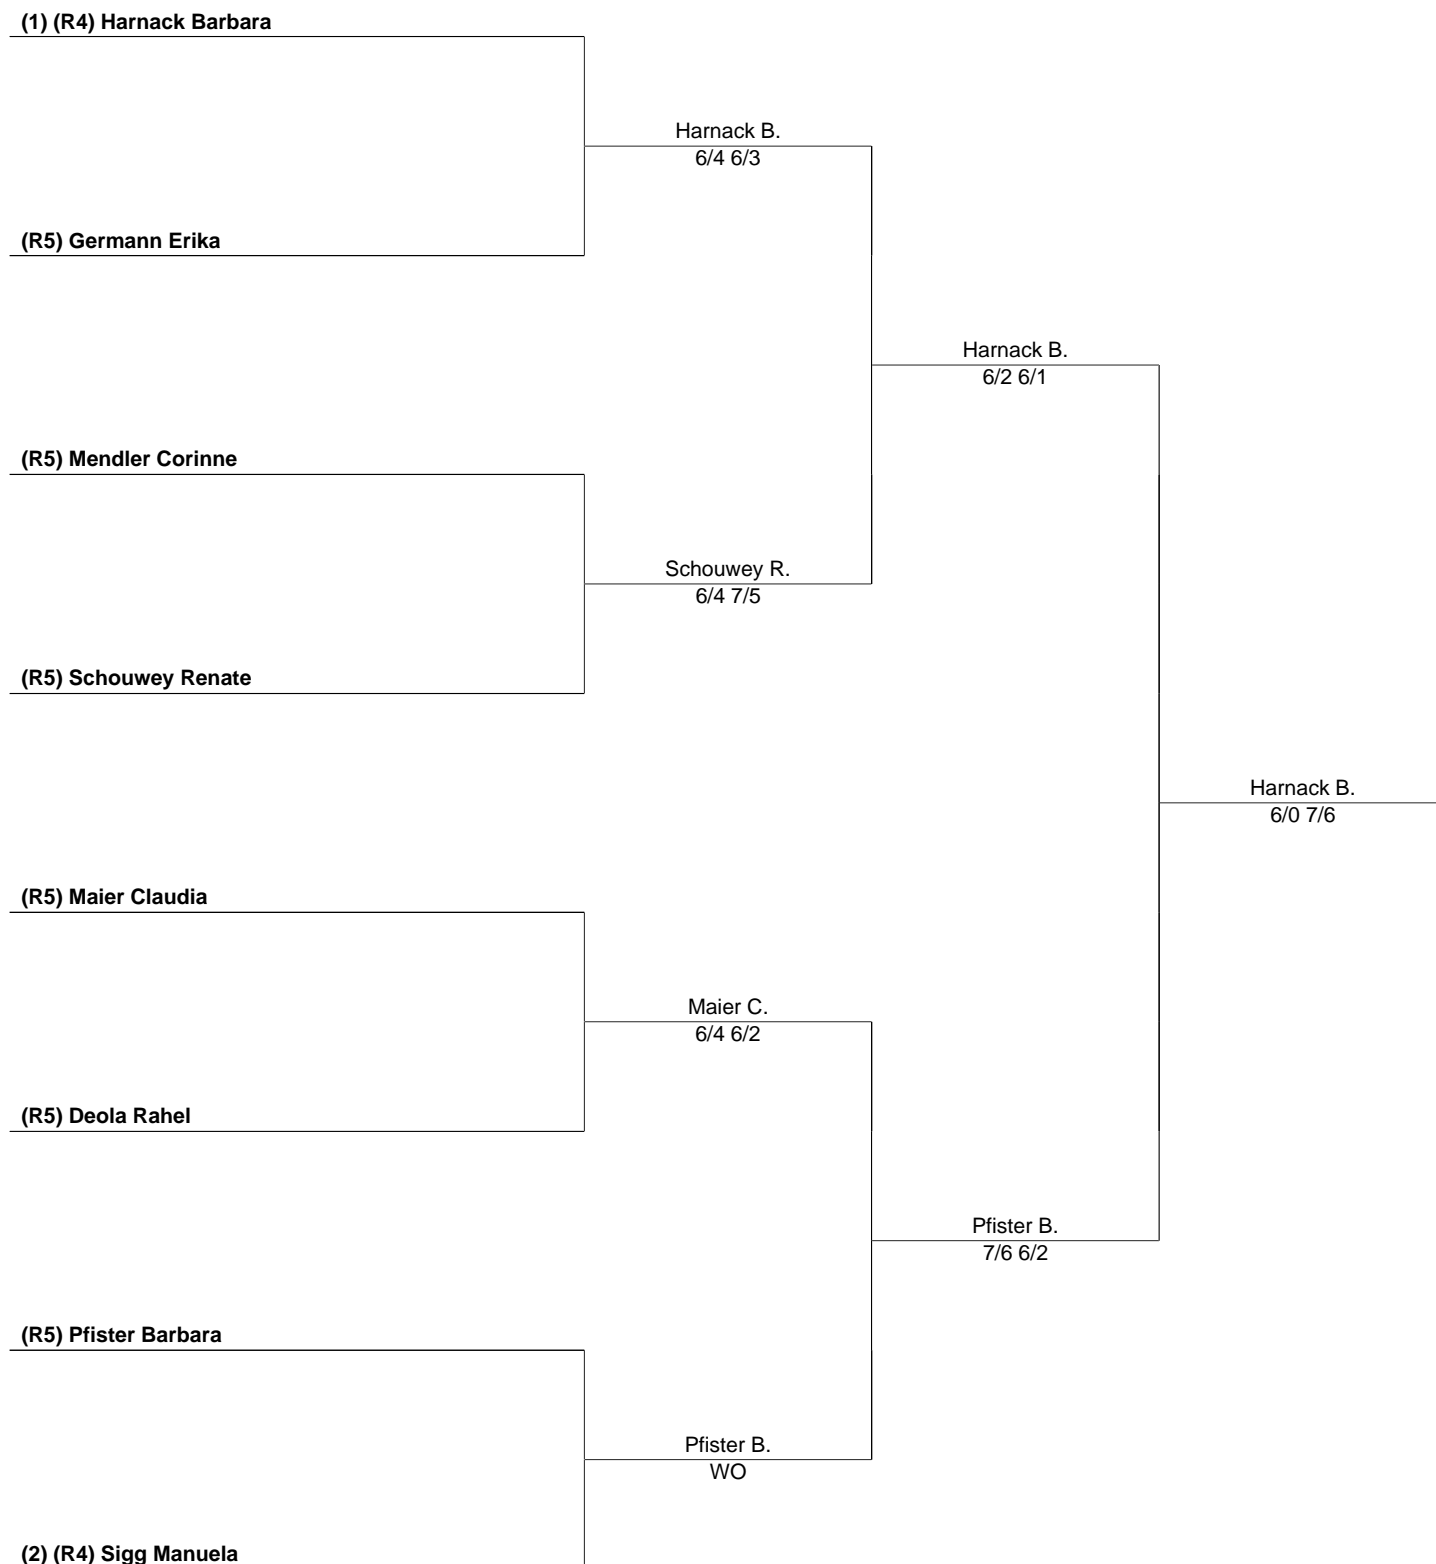 (1) (R4) Harnack Barbara
Harnack B.
6/4 6/3
(R5) Germann Erika
Harnack B.
6/2 6/1
(R5) Mendler Corinne
Schouwey R.
6/4 7/5
(R5) Schouwey Renate
Harnack B.
6/0 7/6
(R5) Maier Claudia
Maier C.
6/4 6/2
(R5) Deola Rahel
Pfister B.
7/6 6/2
(R5) Pfister Barbara
Pfister B.
WO
(2) (R4) Sigg Manuela